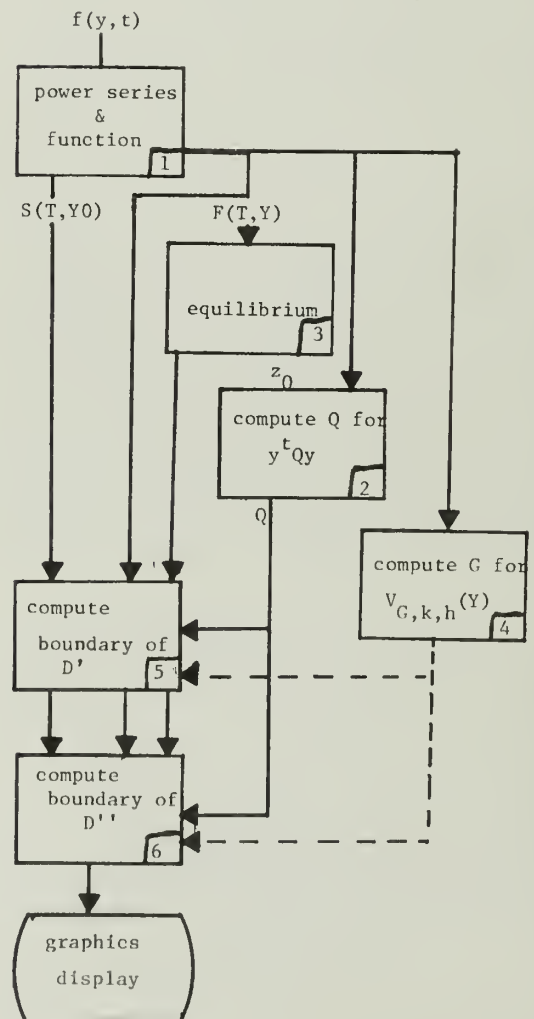 f(y,t)
power series
&
function
1
S(T,Y0)
F(T,Y)
equilibrium
3
z0
compute Q for
y^tQy
2
Q
compute G for
V_G,k,h(Y)
4
compute
boundary of
D'
5
compute
boundary of
D''
6
graphics
display